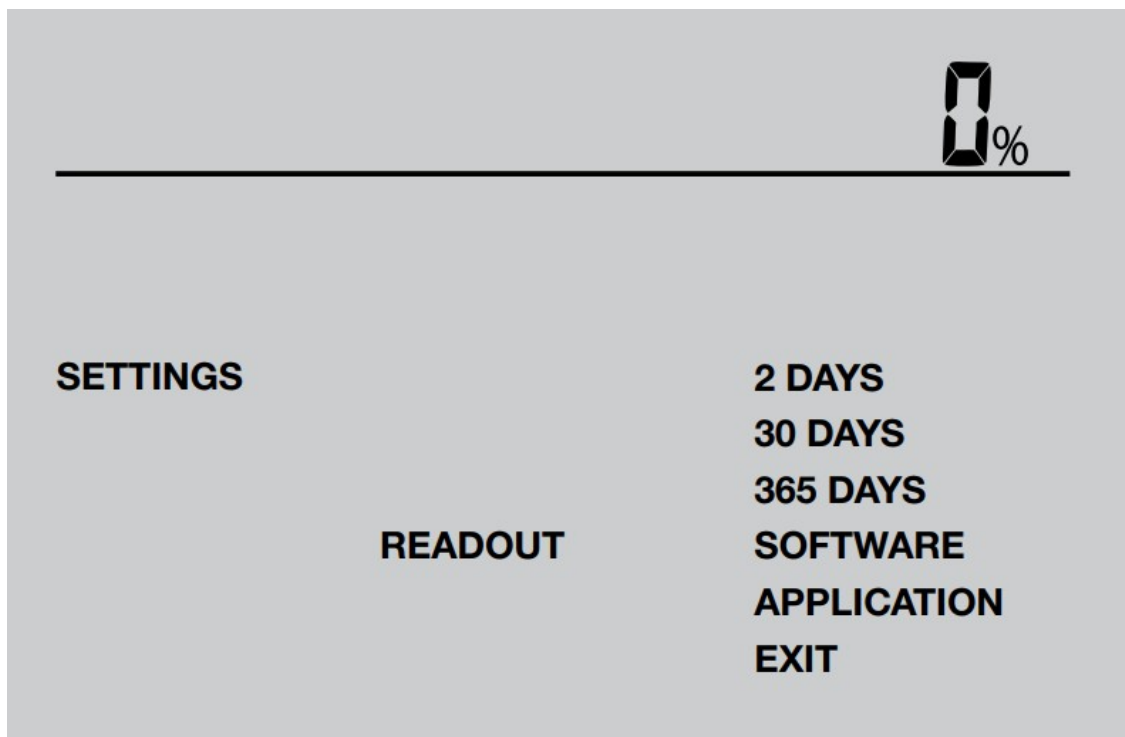 0%
SETTINGS 2 DAYS
30 DAYS
365 DAYS
READOUT SOFTWARE
APPLICATION
EXIT